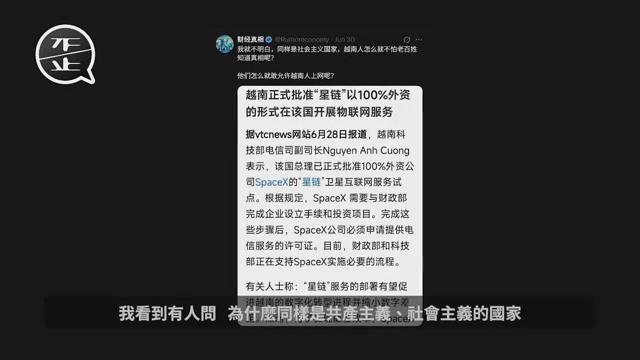 歪
止
财经真相
@Rumoreconomy · Jun 30
我就不明白，同样是社会主义国家，越南人怎么就不怕老百姓
知道真相呢？
他们怎么就敢允许越南人上网呢？
越南正式批准“星链”以100%外资
的形式在该国开展物联网服务
据vtcnews网站6月28日报道，越南科
技部电信司副司长Nguyen Anh Cuong
表示，该国总理已正式批准100%外资公
司SpaceX的“星链”卫星互联网服务试
点。根据规定，SpaceX 需要与财政部
完成企业设立手续和投资项目。完成这
些步骤后，SpaceX公司必须申请提供电
信服务的许可证。目前，财政部和科技
部正在支持SpaceX实施必要的流程。
有关人士称：“星链”服务的部署有望促
我看到有人問 為什麼同樣是共產主義、社會主義的國家